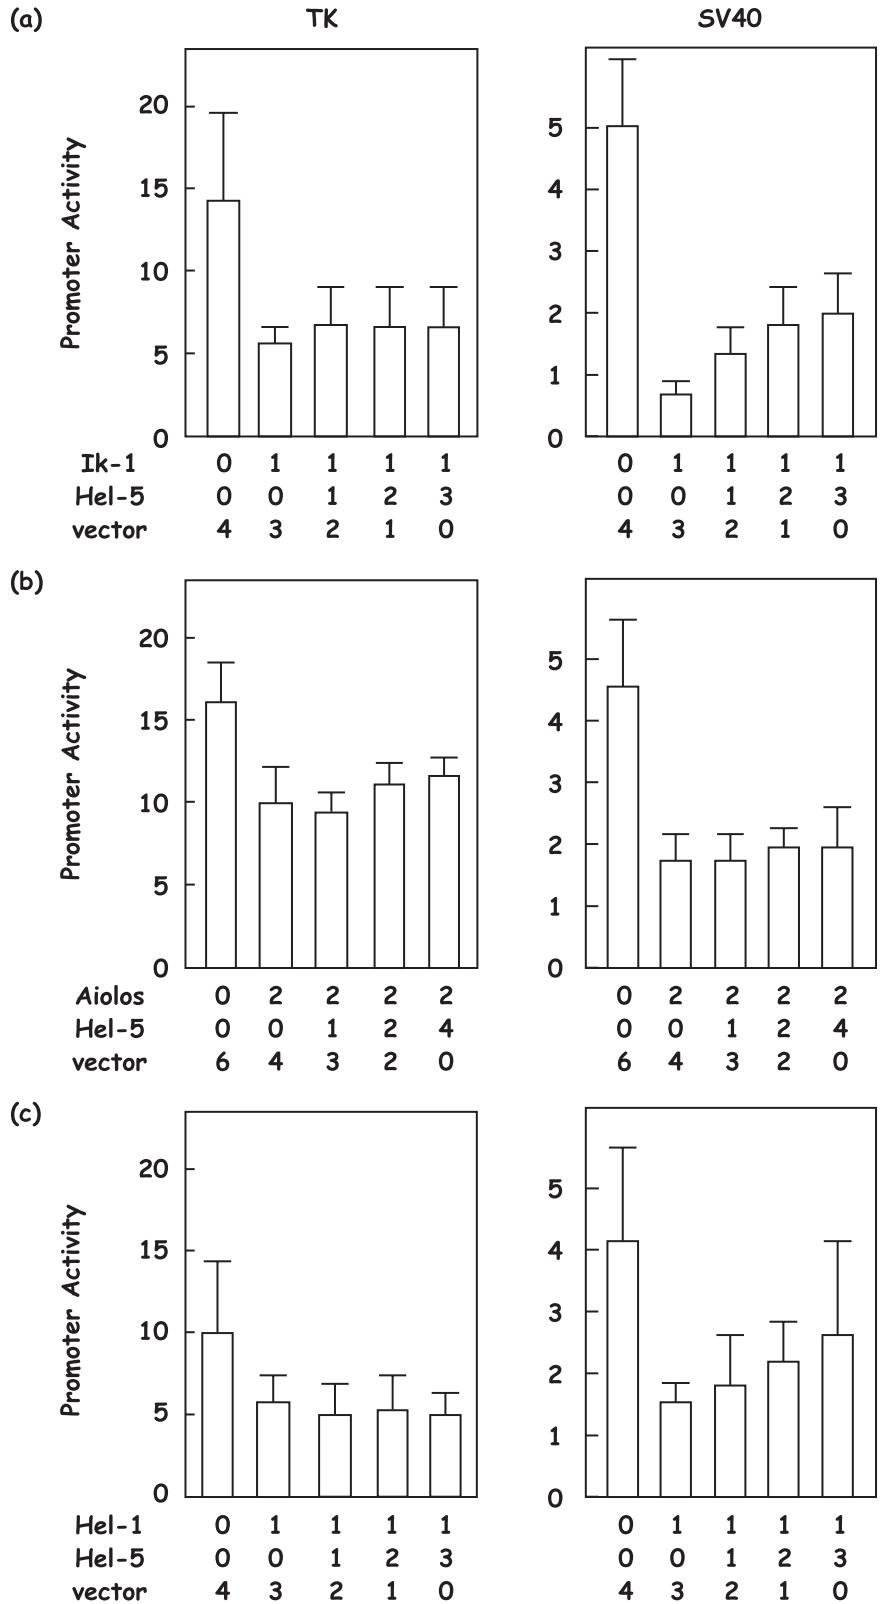 (a) TK SV40
Promoter Activity
20 5
15 4
10 3
5 2
0 1
0
Ik-1 0 1 1 1 1 0 1 1 1 1
Hel-5 0 0 1 2 3 0 0 1 2 3
vector 4 3 2 1 0 4 3 2 1 0
(b)
Promoter Activity
20 5
15 4
10 3
5 2
0 1
0
Aiolos 0 2 2 2 2 0 2 2 2 2
Hel-5 0 0 1 2 4 0 0 1 2 4
vector 6 4 3 2 0 6 4 3 2 0
(c)
Promoter Activity
20 5
15 4
10 3
5 2
0 1
0
Hel-1 0 1 1 1 1 0 1 1 1 1
Hel-5 0 0 1 2 3 0 0 1 2 3
vector 4 3 2 1 0 4 3 2 1 0